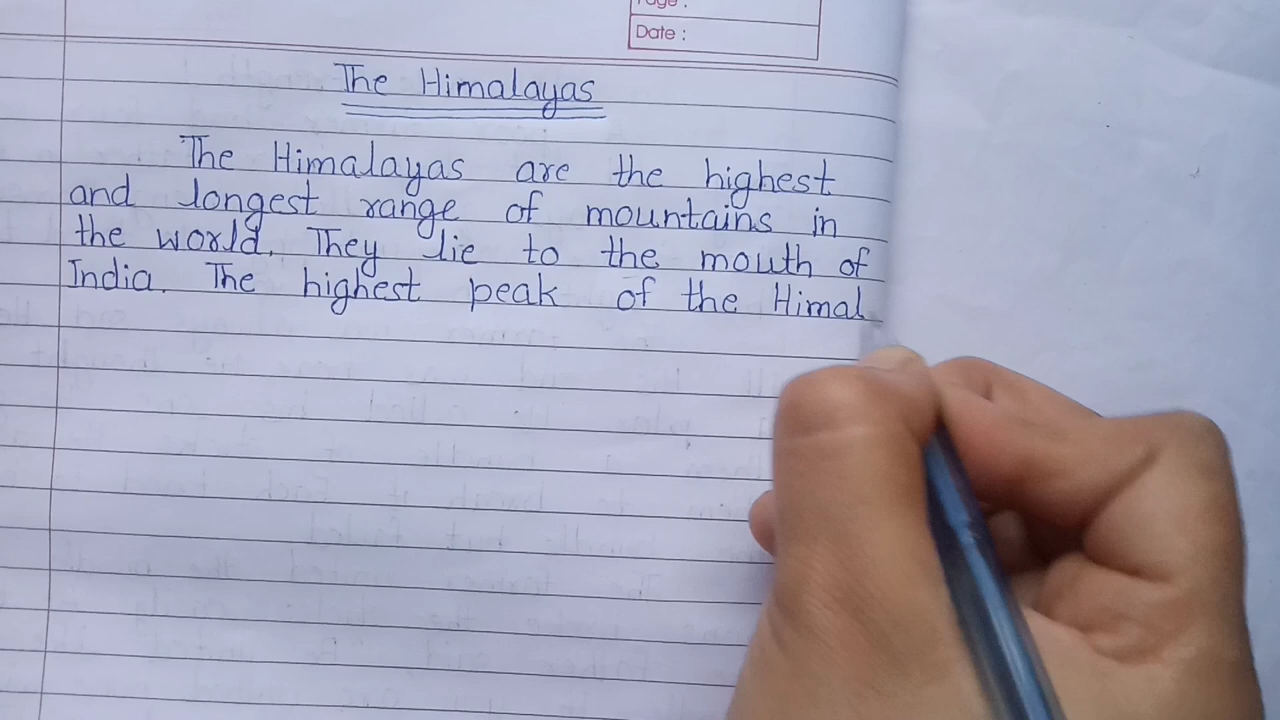 Page :
Date :
The Himalayas
The Himalayas are the highest
and longest range of mountains in
the world. They lie to the mouth of
India. The highest peak of the Himal